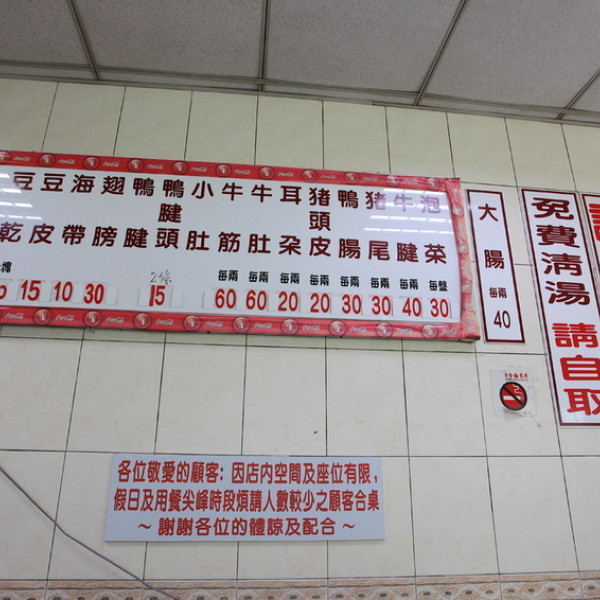 泡菜 每盤 30
牛腱 每兩 40
豬尾 每兩 30
鴨腸 每兩 30
豬頭皮 每兩 20
耳朵 每兩 20
牛肚 每兩 60
牛筋 每兩 60
小肚
鴨腱頭 2條 15
鴨腱
翅膀
海帶 30
豆皮 10
豆乾 15
大腸 每兩 40
免費清湯 請自取
各位敬愛的顧客：因店內空間及座位有限，
假日及用餐尖峰時段煩請人數較少之顧客合桌
～謝謝各位的體諒及配合～
Coca-Cola